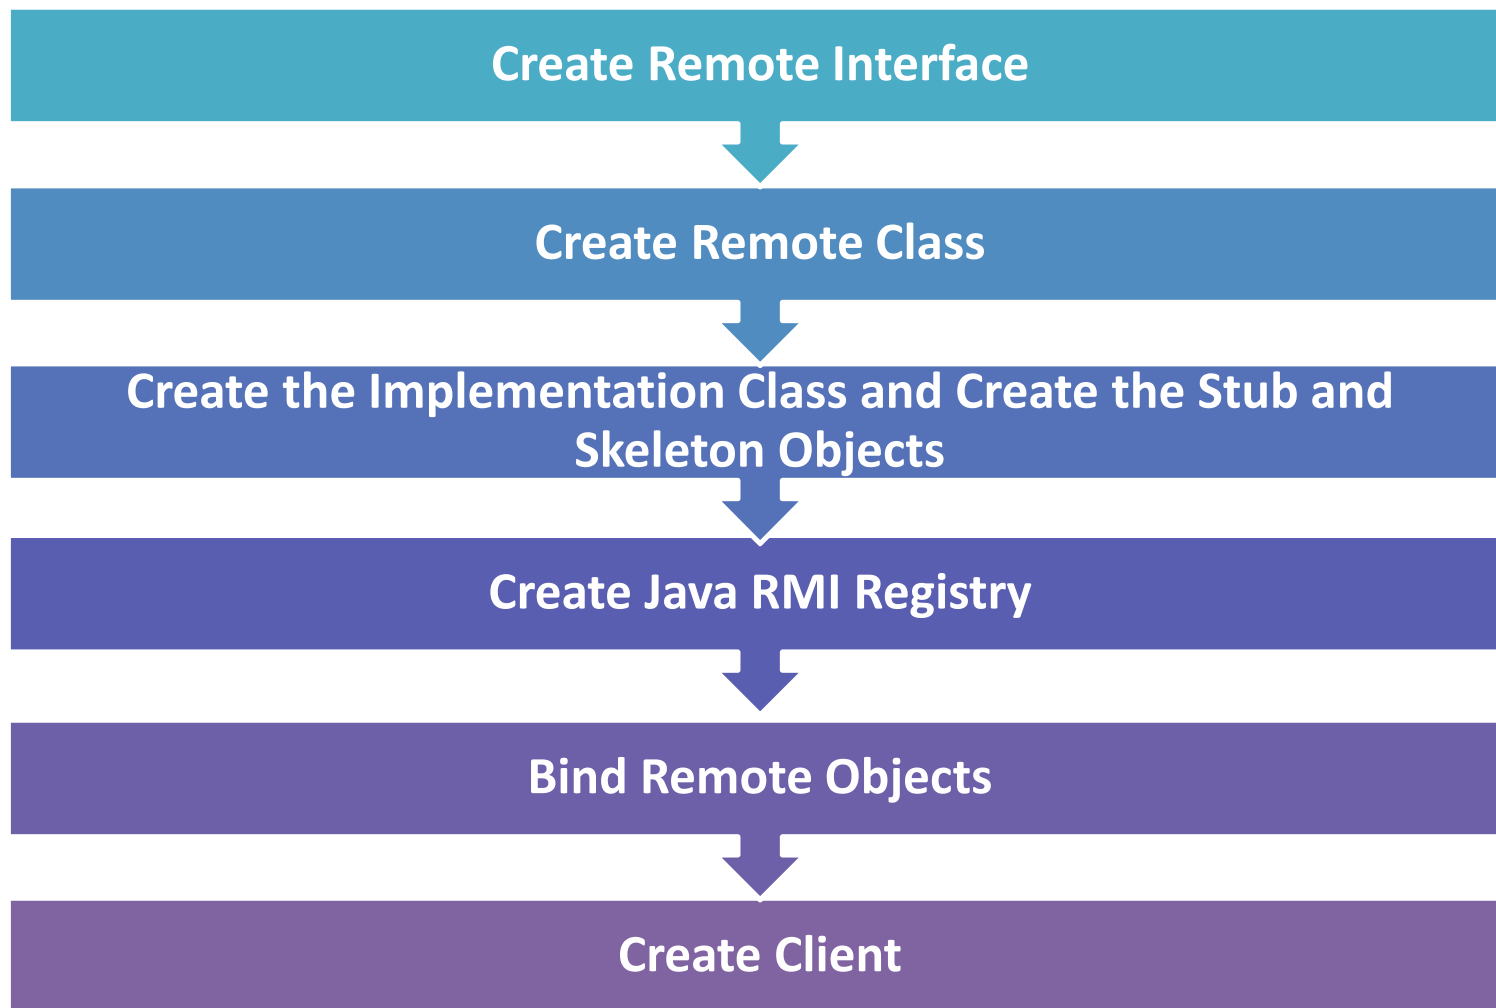 Create Remote Interface
Create Remote Class
Create the Implementation Class and Create the Stub and
Skeleton Objects
Create Java RMI Registry
Bind Remote Objects
Create Client